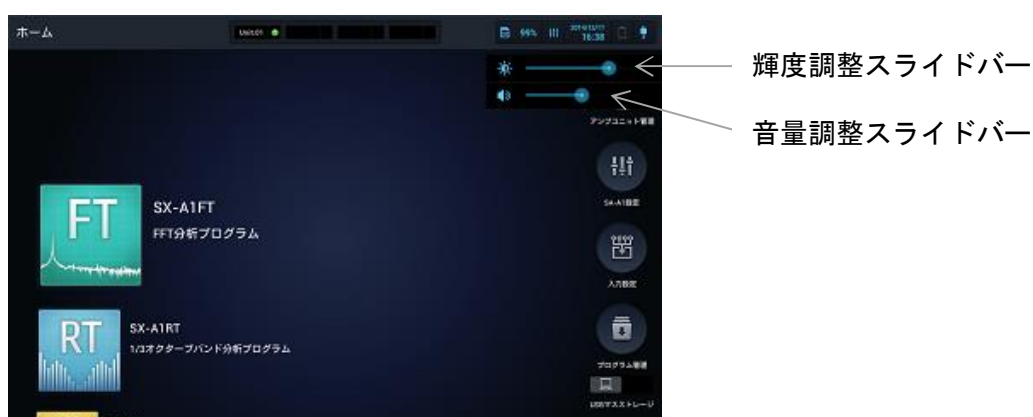 ホーム
Unit01
99%
16:38
輝度調整スライドバー
音量調整スライドバー
アンプユニット管理
FT
SX-A1FT
FFT分析プログラム
SA-A1設定
入力設定
RT
SX-A1RT
1/3オクターブバンド分析プログラム
プログラム管理
USBマスストレージ